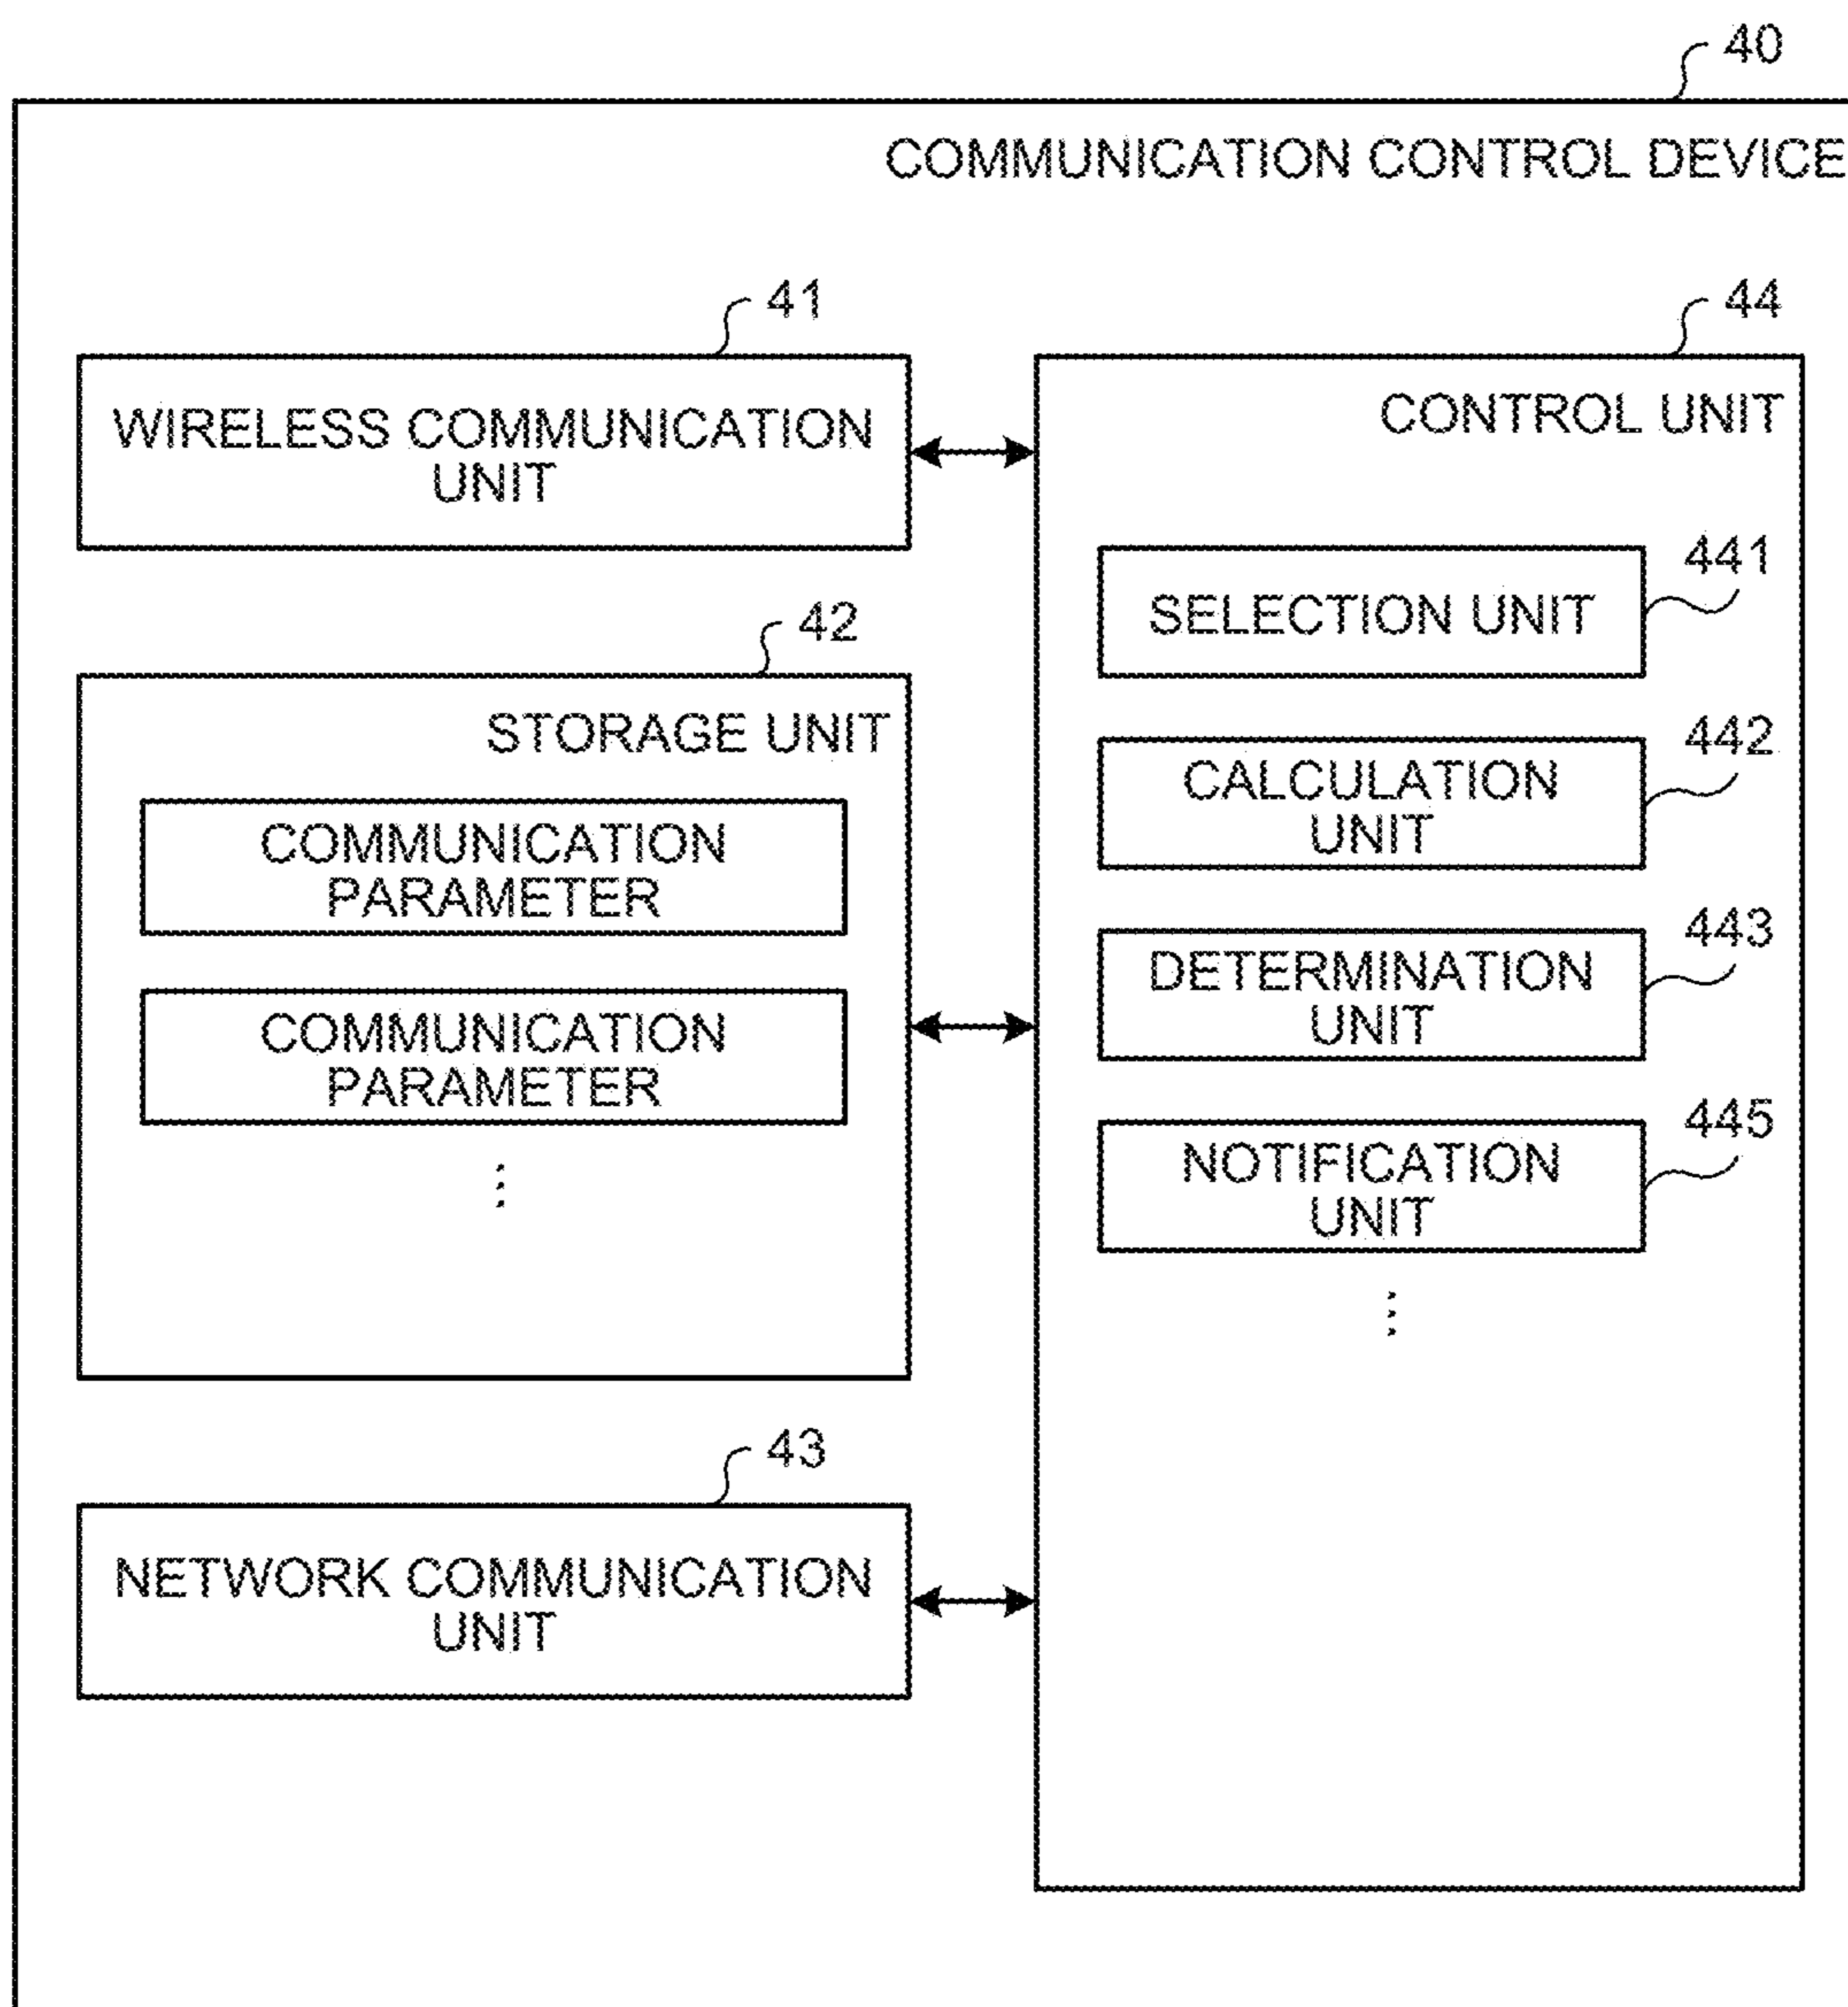 40
COMMUNICATION CONTROL DEVICE
41
WIRELESS COMMUNICATION
UNIT
42
STORAGE UNIT
COMMUNICATION
PARAMETER
COMMUNICATION
PARAMETER
⋮
43
NETWORK COMMUNICATION
UNIT
44
CONTROL UNIT
441
SELECTION UNIT
442
CALCULATION
UNIT
443
DETERMINATION
UNIT
445
NOTIFICATION
UNIT
⋮